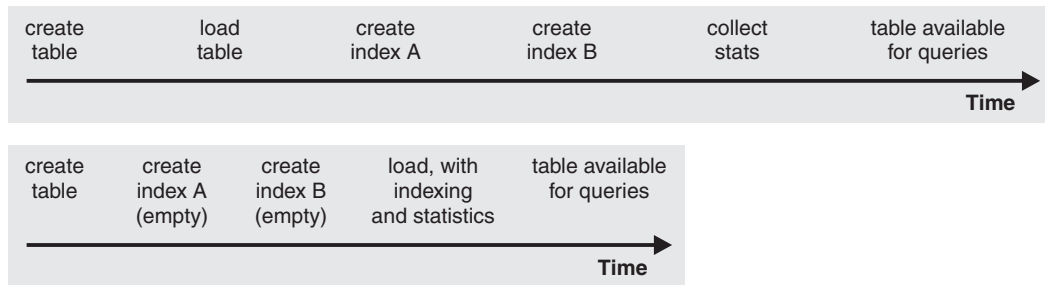 create load create create collect table available
table table index A index B stats for queries
Time
create create create load, with table available
table index A index B indexing for queries
(empty) (empty) and statistics
Time